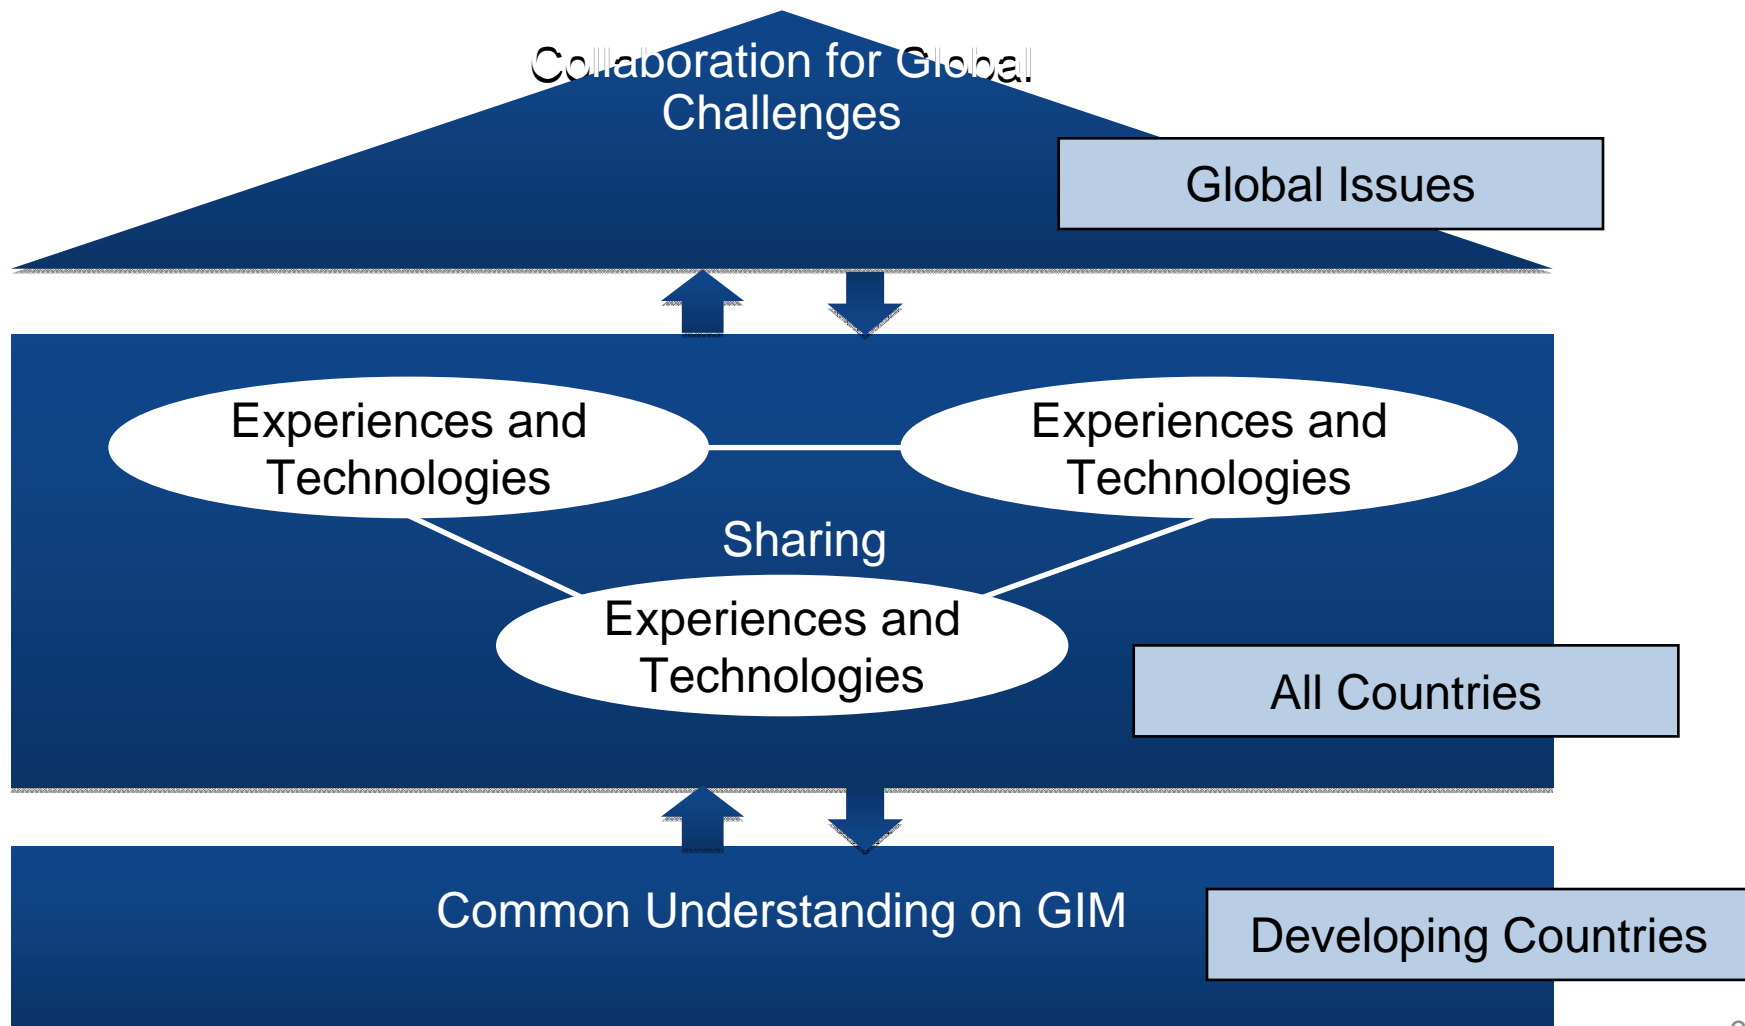 Collaboration for Global
Challenges
Global Issues
Experiences and
Technologies
Experiences and
Technologies
Sharing
Experiences and
Technologies
All Countries
Common Understanding on GIM
Developing Countries